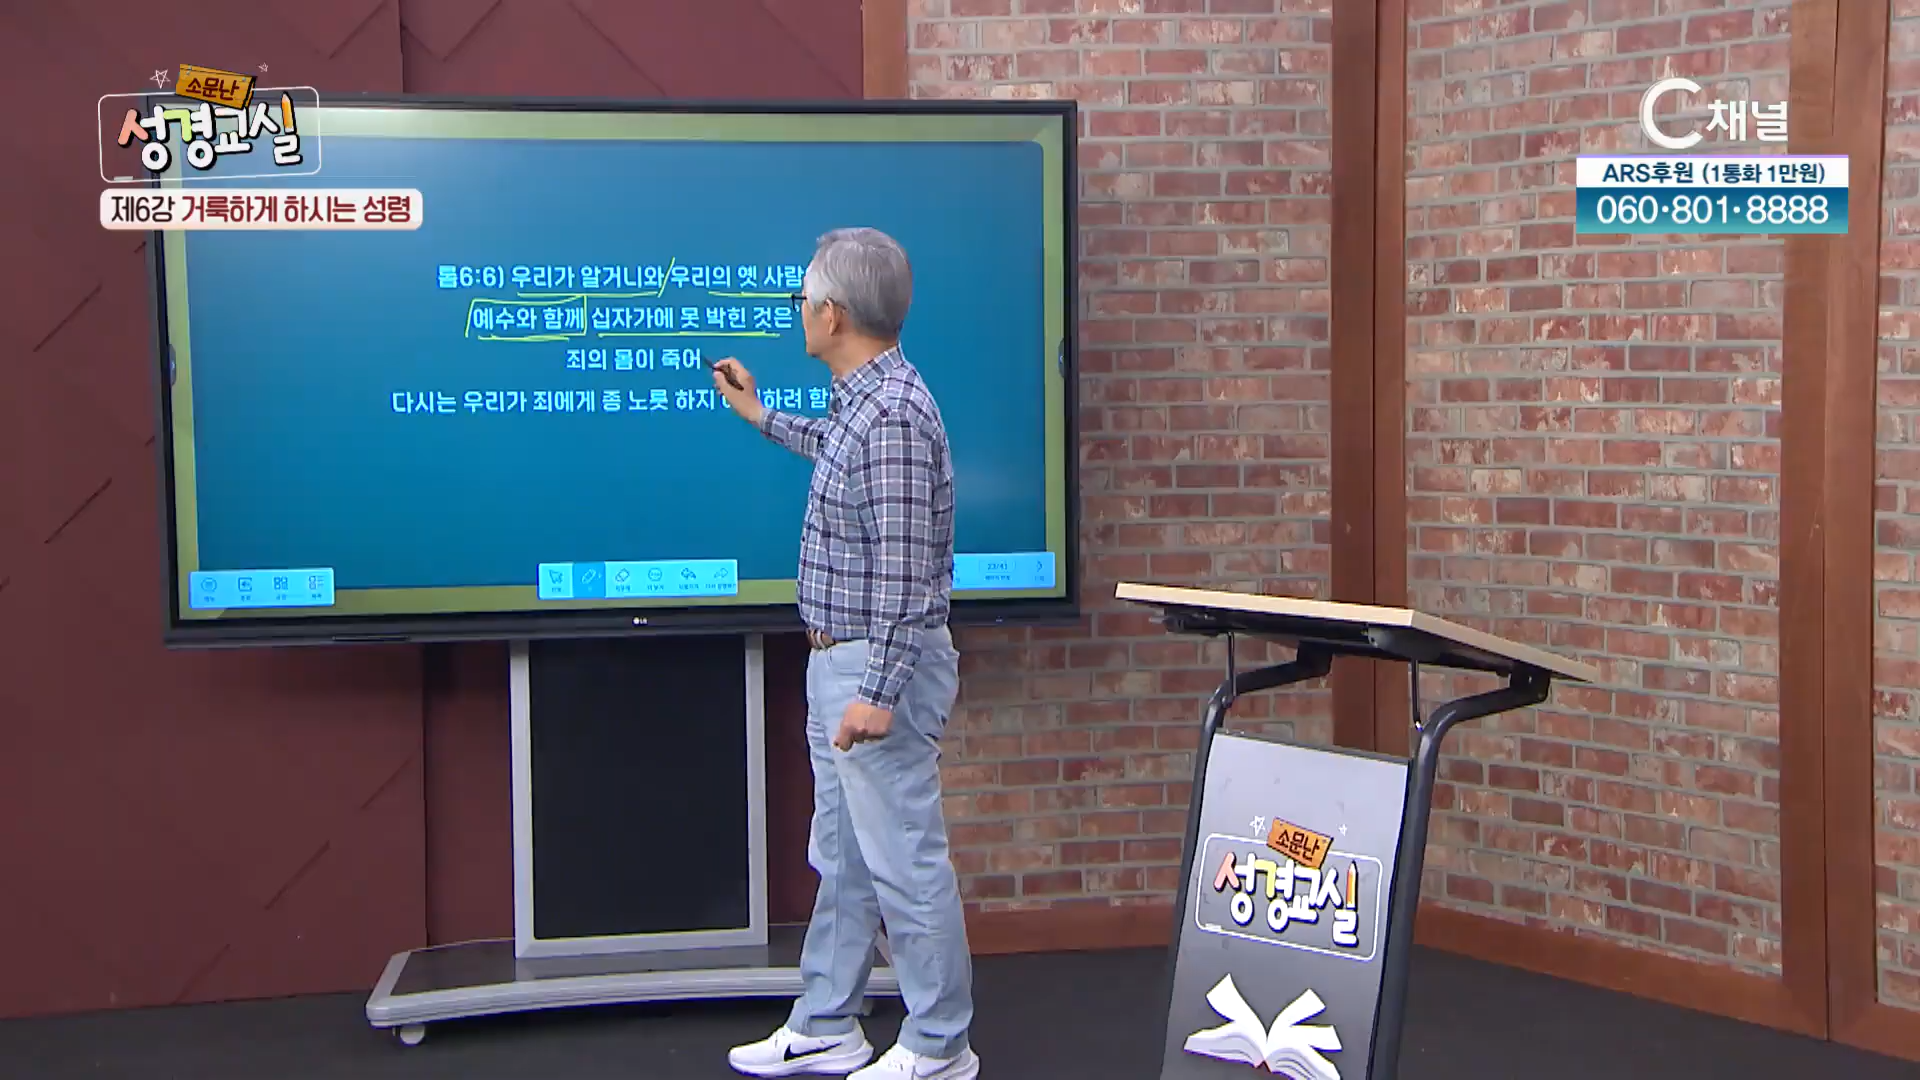 소문난
성경교실
제6강 거룩하게 하시는 성령
C채널
ARS후원 (1통화 1만원)
060·801·8888
롬6:6) 우리가 알거니와 우리의 옛 사람
예수와 함께 십자가에 못 박힌 것은
죄의 몸이 죽어
다시는 우리가 죄에게 종 노릇 하지 하려 함
23/41
LG
소문난
성경교실